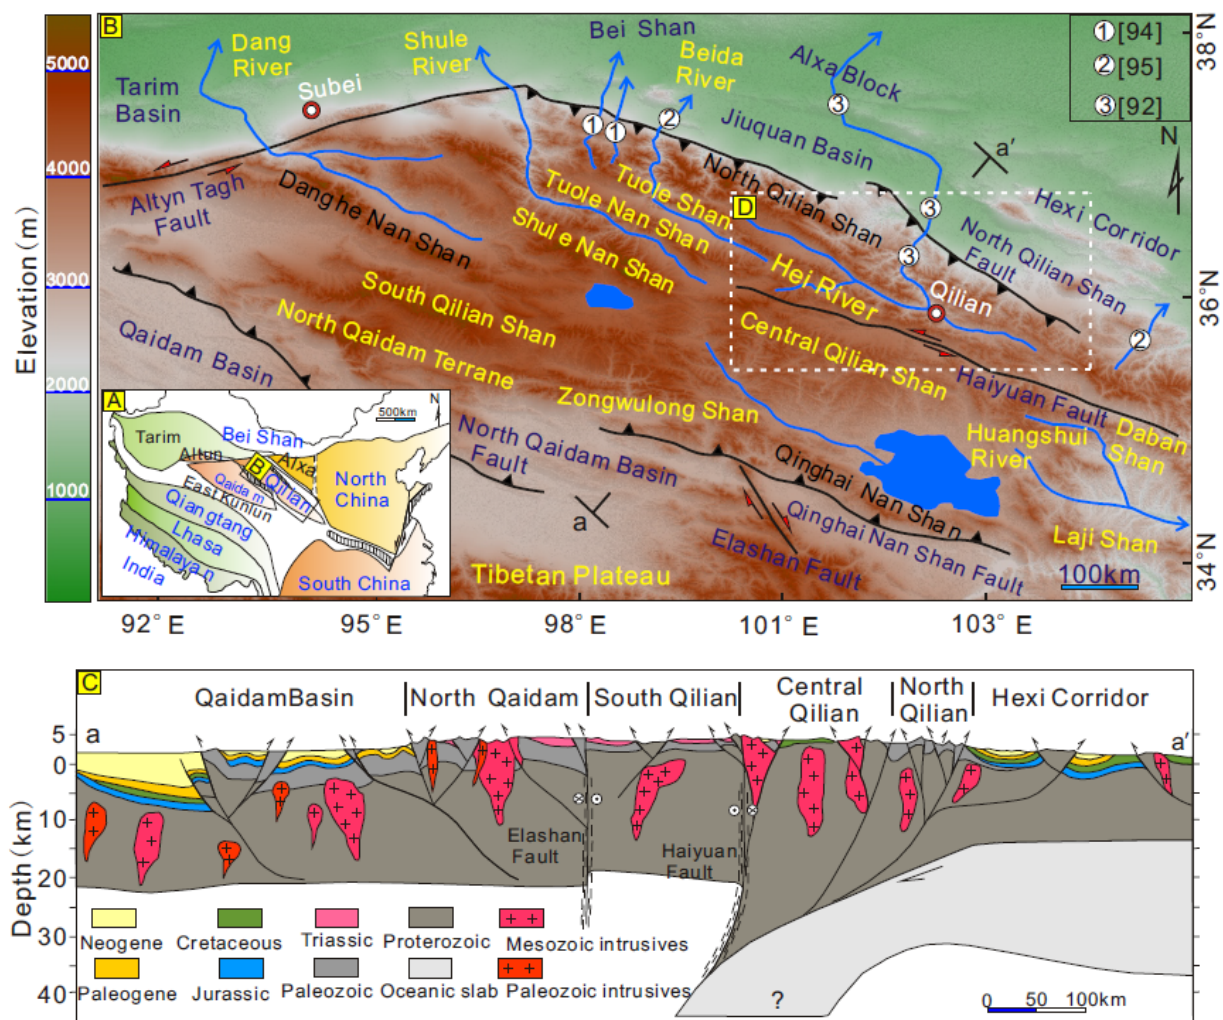 B
Dang
River
Shule
River
Bei Shan
Beida
River
Alxa Block
1 [94]
2 [95]
3 [92]
38°N
5000
Tarim
Basin
Subei
3
Jiuquan Basin
N
1
1
2
a′
4000
Altyn Tagh
Fault
Danghe Nan Shan
Tuole Shan
Tuole Nan Shan
Shule Nan Shan
North Qilian Shan
D
3
3
Hexi Corridor
North Qilian Shan
Fault
Elevation (m)
3000
Hei River
Qilian
36°N
South Qilian Shan
North Qaidam Terrane
Central Qilian Shan
2
Qaidam Basin
2000
Zongwulong Shan
Haiyuan Fault
A
500km
N
Tarim
Bei Shan
Altun
Alxa
B
Qaidam
Qilian
North
China
East Kunlun
Qiangtang
Lhasa
Himalayan
India
South China
North Qaidam Basin
Fault
Huangshui
River
Daban
Shan
Qinghai Nan Shan
1000
a
Qinghai Nan Shan Fault
Elashan Fault
Laji Shan
Tibetan Plateau
100km
34°N
92°E
95°E
98°E
101°E
103°E
C
QaidamBasin
North Qaidam
South Qilian
Central
Qilian
North
Qilian
Hexi Corridor
a
a′
Depth (km)
5
0
10
20
30
40
Elashan
Fault
Haiyuan
Fault
Neogene
Cretaceous
Triassic
Proterozoic
Mesozoic intrusives
Paleogene
Jurassic
Paleozoic
Oceanic slab
Paleozoic intrusives
?
0 50 100km